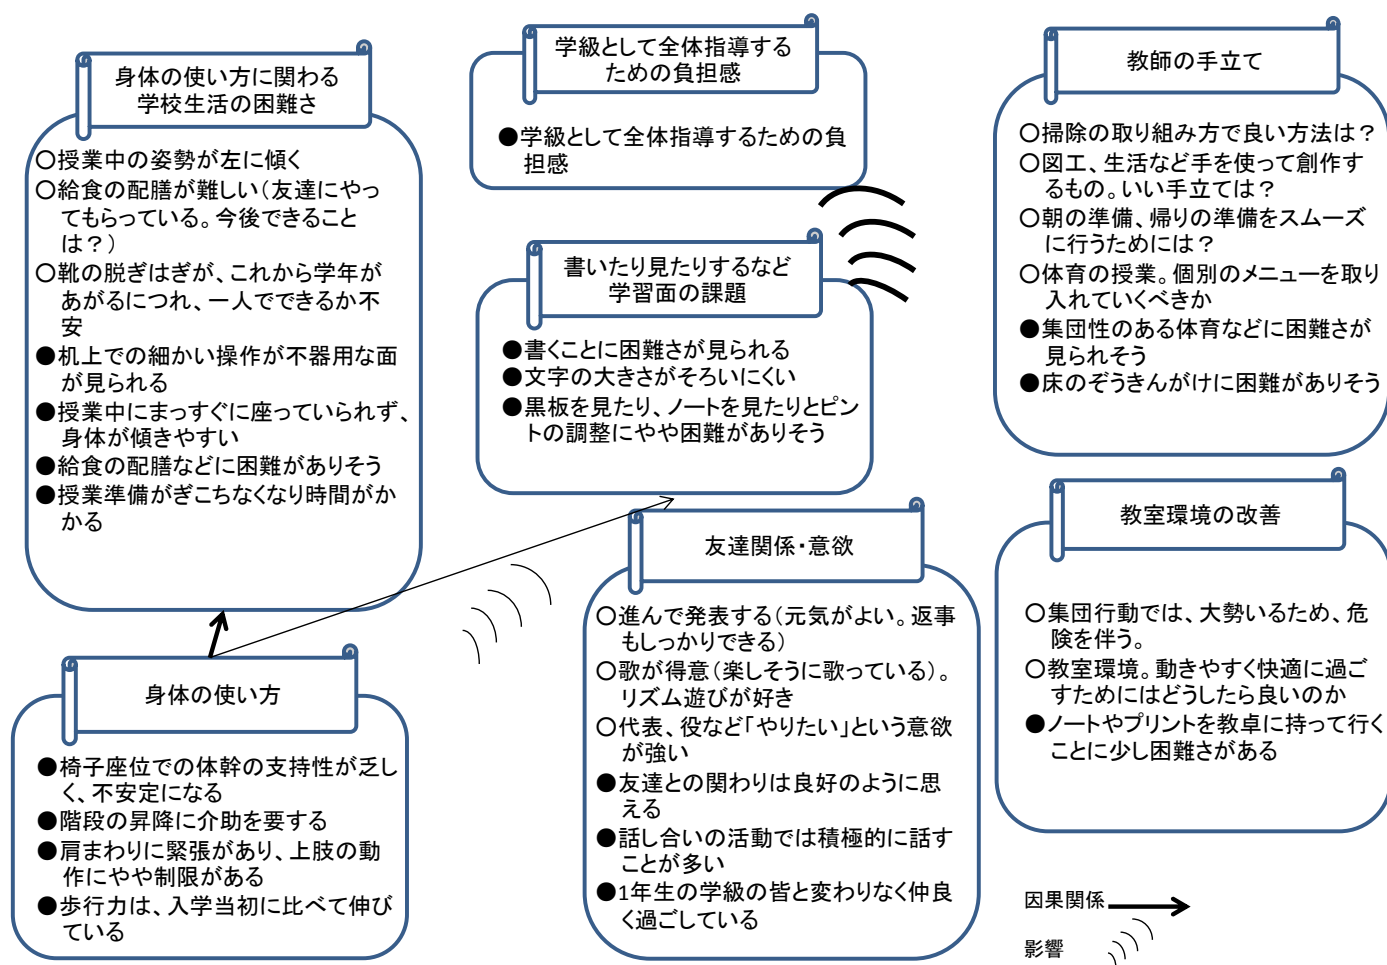 身体の使い方に関わる
学校生活の困難さ
○授業中の姿勢が左に傾く
○給食の配膳が難しい(友達にやっ
てもらっている。今後できること
は?)
○靴の脱ぎはぎが、これから学年が
あがるにつれ、一人でできるか不
安
●机上での細かい操作が不器用な面
が見られる
●授業中にまっすぐに座っていられず、
身体が傾きやすい
●給食の配膳などに困難がありそう
●授業準備がぎこちなくなり時間がか
かる
身体の使い方
●椅子座位での体幹の支持性が乏し
く、不安定になる
●階段の昇降に介助を要する
●肩まわりに緊張があり、上肢の動
作にやや制限がある
●歩行力は、入学当初に比べて伸び
ている
学級として全体指導する
ための負担感
●学級として全体指導するための負
担感
書いたり見たりするなど
学習面の課題
●書くことに困難さが見られる
●文字の大きさがそろいにくい
●黒板を見たり、ノートを見たりとピン
トの調整にやや困難がありそう
友達関係・意欲
○進んで発表する(元気がよい。返事
もしっかりできる)
○歌が得意(楽しそうに歌っている)。
リズム遊びが好き
○代表、役など「やりたい」という意欲
が強い
●友達との関わりは良好のように思
える
●話し合いの活動では積極的に話す
ことが多い
●1年生の学級の皆と変わりなく仲良
く過ごしている
教師の手立て
○掃除の取り組み方で良い方法は?
○図工、生活など手を使って創作す
るもの。いい手立ては?
○朝の準備、帰りの準備をスムーズ
に行うためには?
○体育の授業。個別のメニューを取り
入れていくべきか
●集団性のある体育などに困難さが
見られそう
●床のぞうきんがけに困難がありそう
教室環境の改善
○集団行動では、大勢いるため、危
険を伴う。
○教室環境。動きやすく快適に過ご
すためにはどうしたら良いのか
●ノートやプリントを教卓に持って行く
ことに少し困難さがある
因果関係
影響